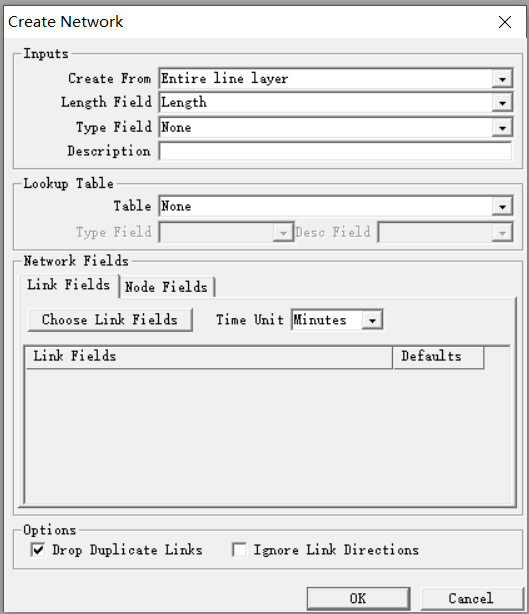 Create Network
Inputs
Create From Entire line layer
Length Field Length
Type Field None
Description
Lookup Table
Table None
Type Field Desc Field
Network Fields
Link Fields Node Fields
Choose Link Fields Time Unit Minutes
Link Fields Defaults
Options
Drop Duplicate Links Ignore Link Directions
OK Cancel